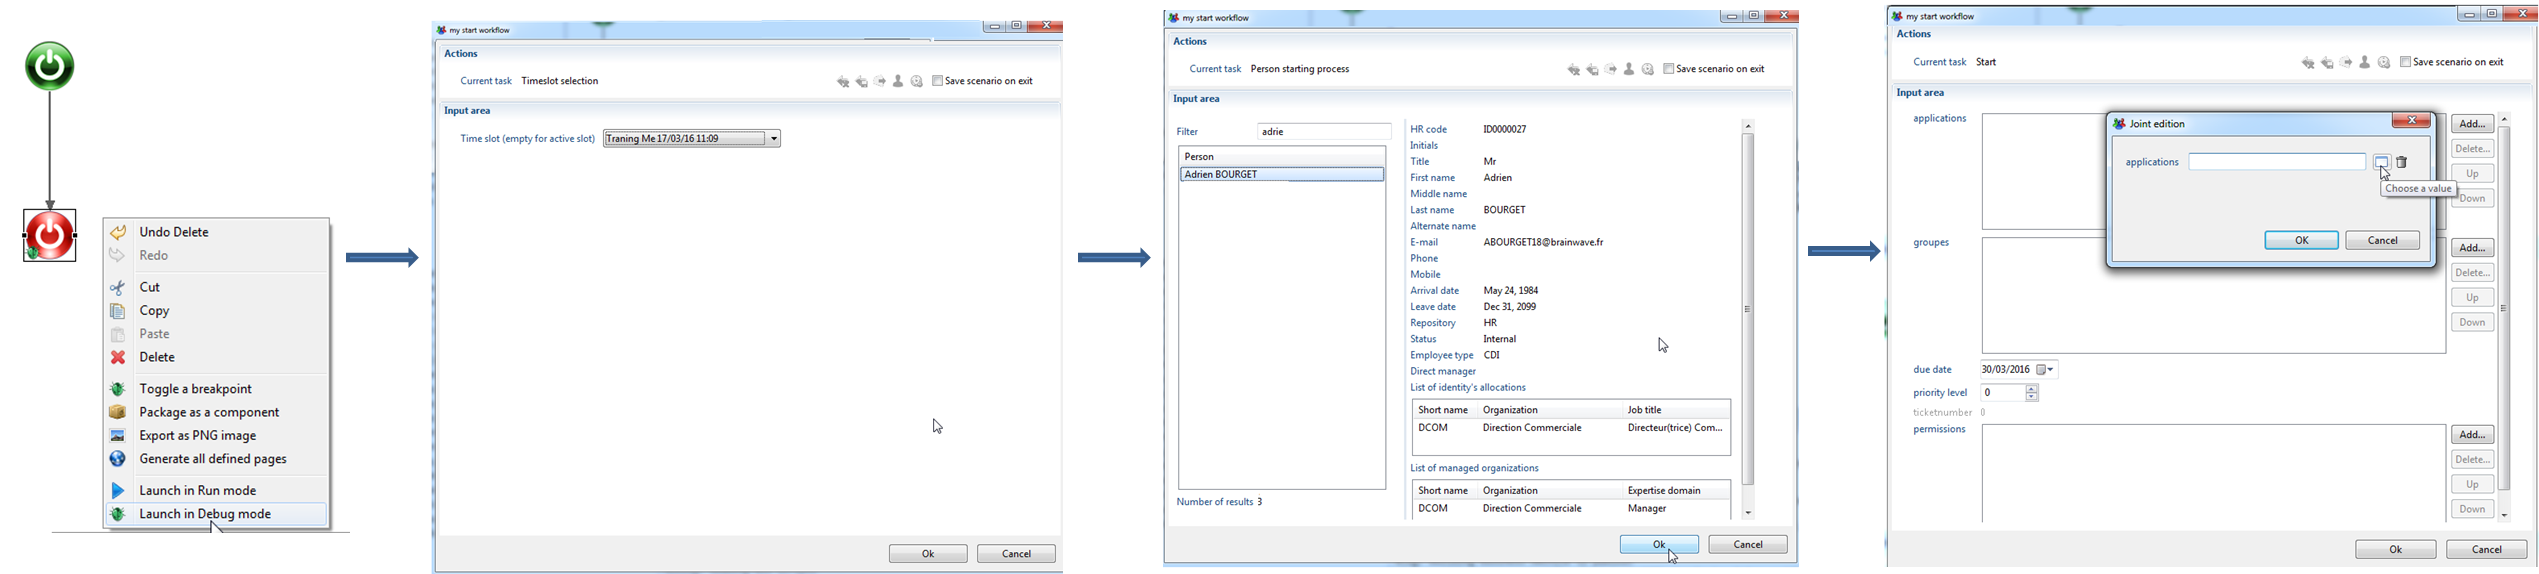 Undo Delete
Redo
Cut
Copy
Paste
Delete
Toggle a breakpoint
Package as a component
Export as PNG image
Generate all defined pages
Launch in Run mode
Launch in Debug mode
my start workflow
Actions
Current task Timeslot selection
Save scenario on exit
Input area
Time slot (empty for active slot) Traning Me 17/03/16 11:09
Ok Cancel
my start workflow
Actions
Current task Person starting process
Save scenario on exit
Input area
Filter adrie
Person
Adrien BOURGET
Number of results 3
HR code ID0000027
Initials
Title Mr
First name Adrien
Middle name
Last name BOURGET
Alternate name
E-mail ABOURGET18@brainwave.fr
Phone
Mobile
Arrival date May 24, 1984
Leave date Dec 31, 2099
Repository HR
Status Internal
Employee type CDI
Direct manager
List of identity's allocations
Short name Organization Job title
DCOM Direction Commerciale Directeur(trice) Com...
List of managed organizations
Short name Organization Expertise domain
DCOM Direction Commerciale Manager
Ok Cancel
my start workflow
Actions
Current task Start
Save scenario on exit
Input area
applications
Add...
Delete...
Up
Down
Joint edition
applications
Choose a value
OK Cancel
groupes
Add...
Delete...
Up
Down
due date 30/03/2016
priority level 0
ticketnumber 0
permissions
Add...
Delete...
Up
Down
Ok Cancel